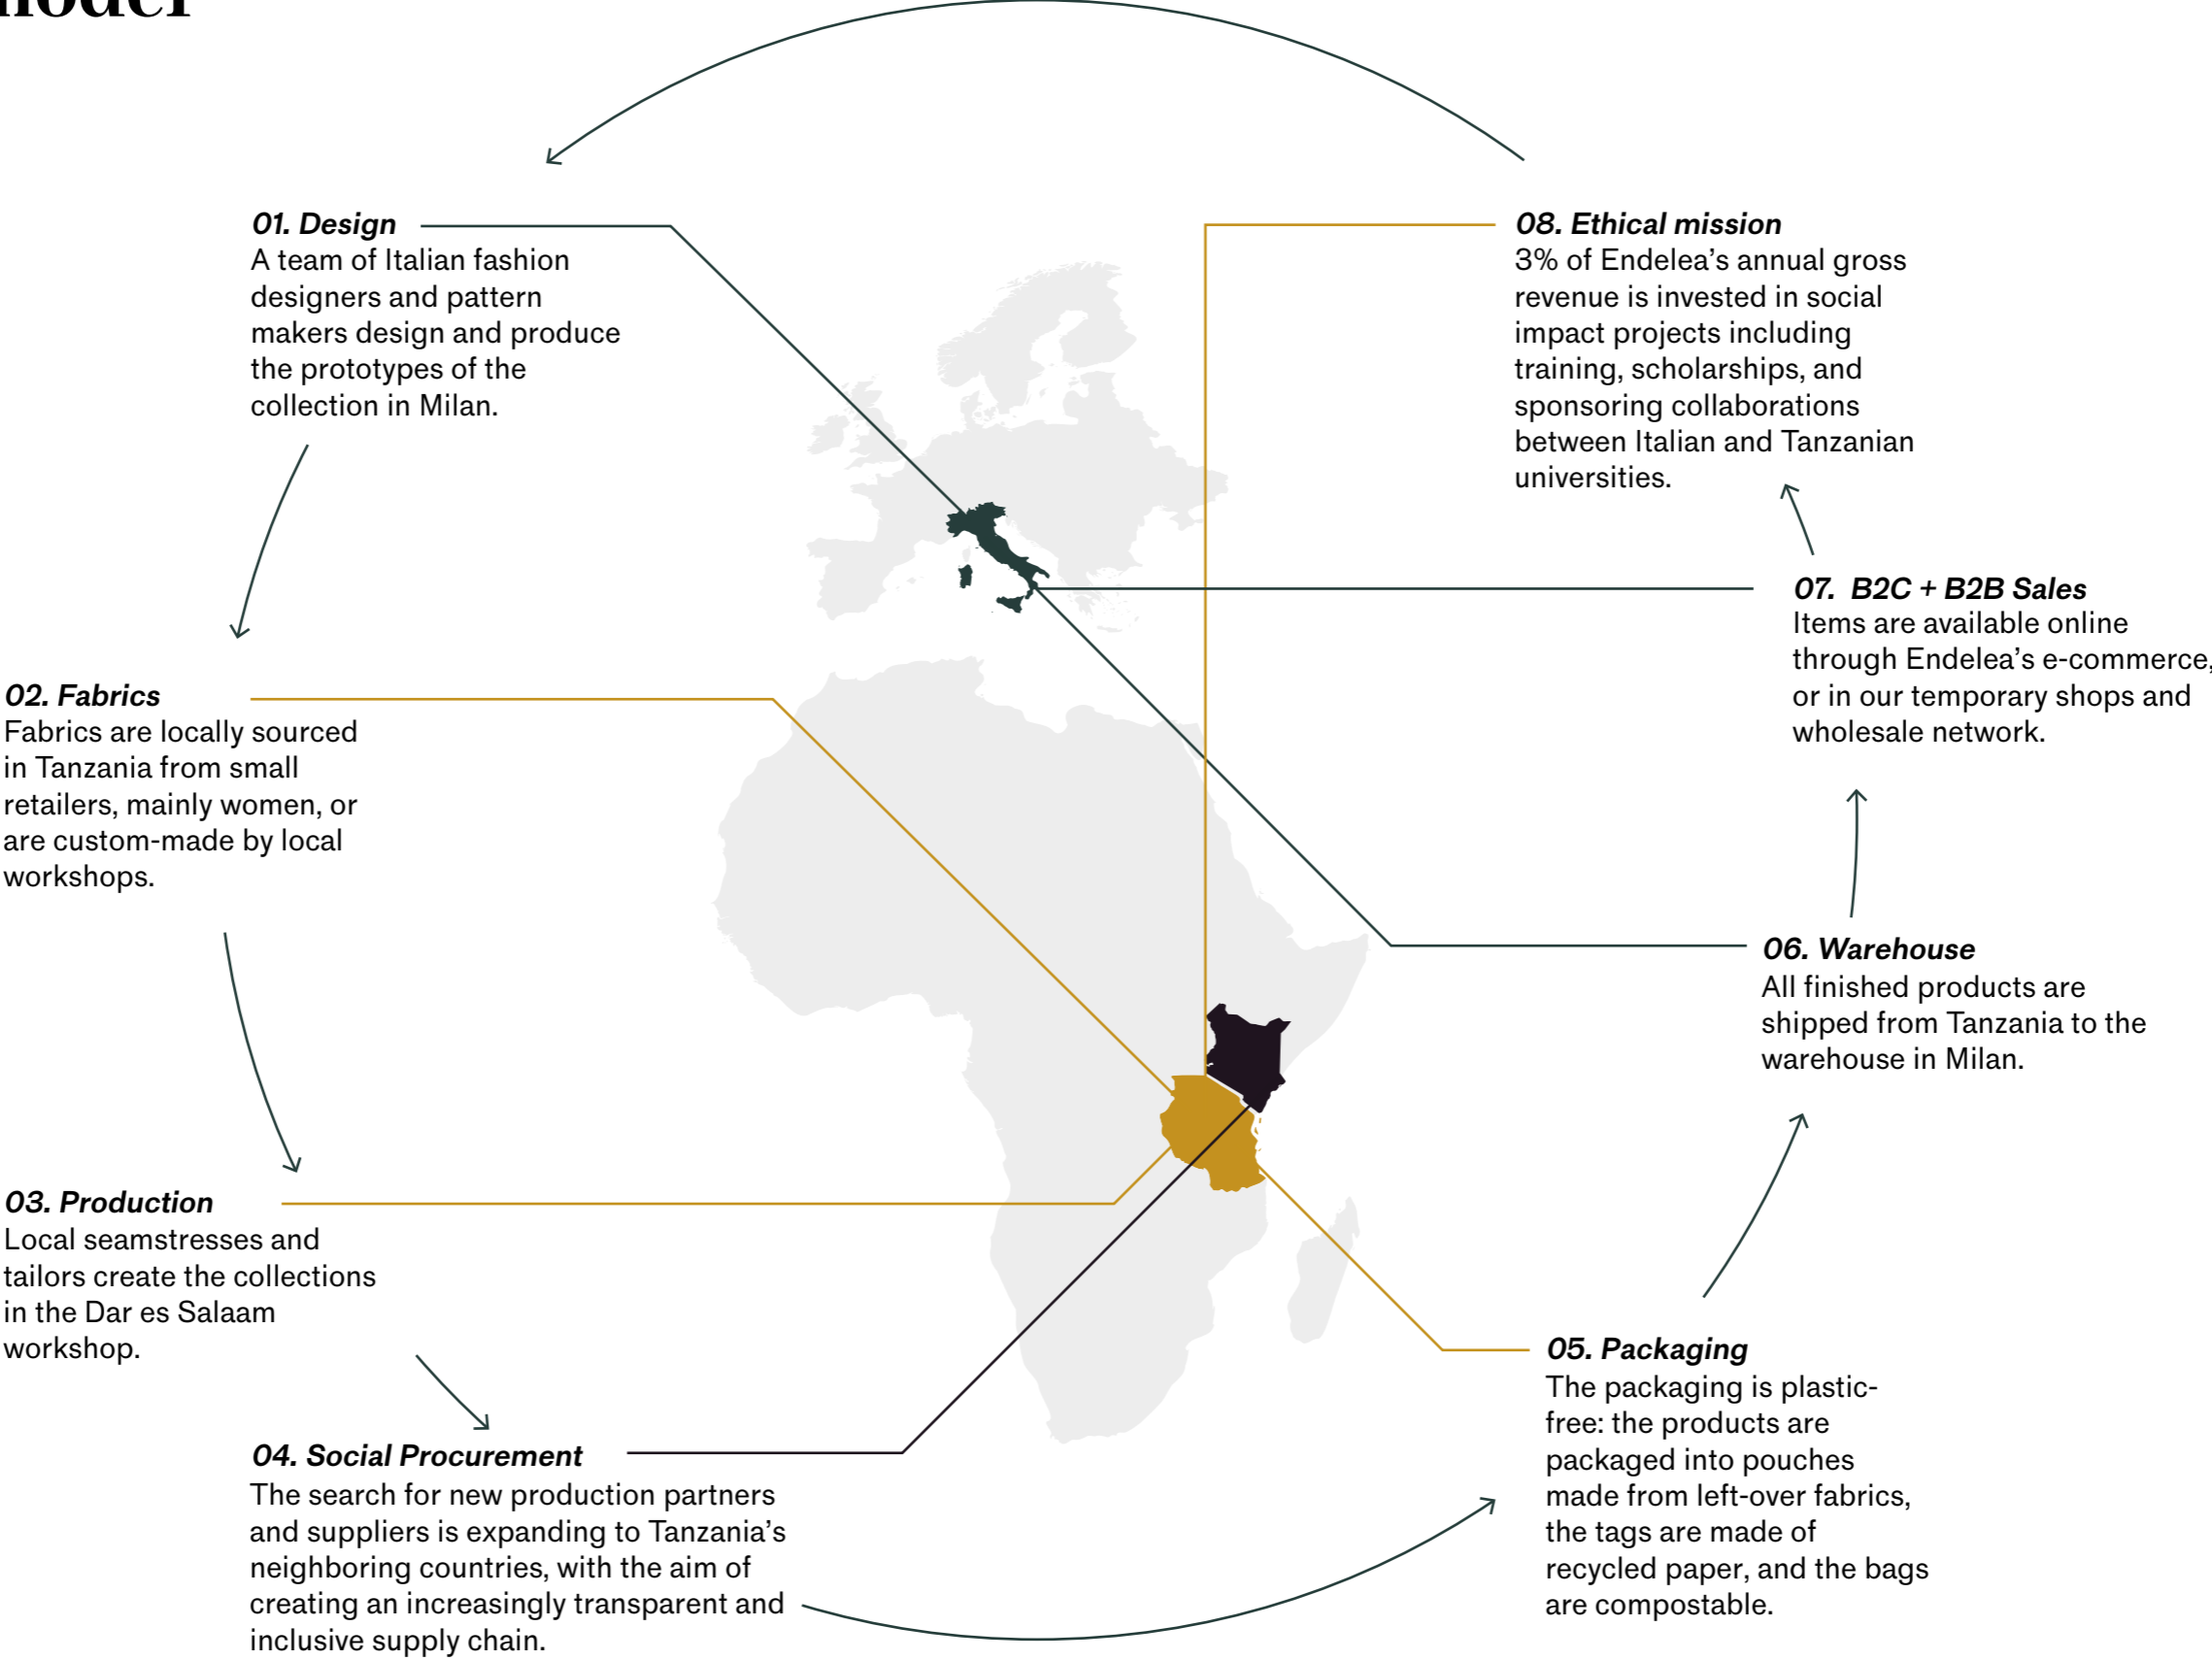 01. Design
A team of Italian fashion
designers and pattern
makers design and produce
the prototypes of the
collection in Milan.
02. Fabrics
Fabrics are locally sourced
in Tanzania from small
retailers, mainly women, or
are custom-made by local
workshops.
03. Production
Local seamstresses and
tailors create the collections
in the Dar es Salaam
workshop.
04. Social Procurement
The search for new production partners
and suppliers is expanding to Tanzania’s
neighboring countries, with the aim of
creating an increasingly transparent and
inclusive supply chain.
05. Packaging
The packaging is plastic-
free: the products are
packaged into pouches
made from left-over fabrics,
the tags are made of
recycled paper, and the bags
are compostable.
06. Warehouse
All finished products are
shipped from Tanzania to the
warehouse in Milan.
07. B2C + B2B Sales
Items are available online
through Endelea’s e-commerce,
or in our temporary shops and
wholesale network.
08. Ethical mission
3% of Endelea’s annual gross
revenue is invested in social
impact projects including
training, scholarships, and
sponsoring collaborations
between Italian and Tanzanian
universities.